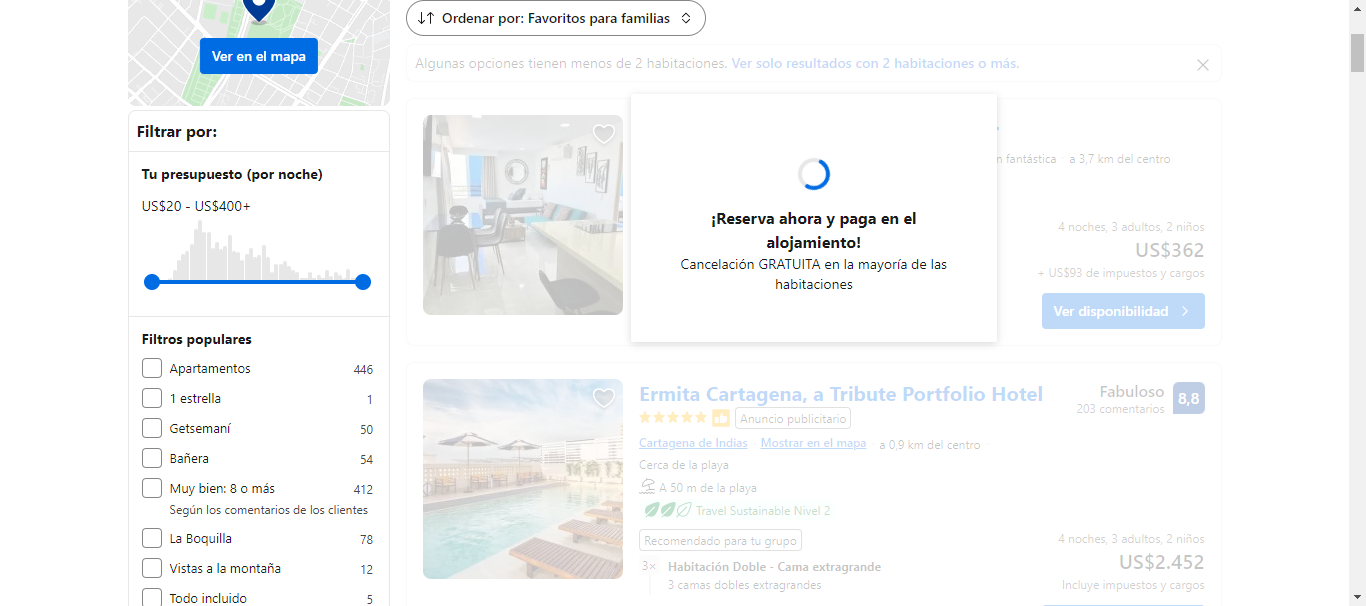 Ordenar por: Favoritos para familias
Ver en el mapa
Algunas opciones tienen menos de 2 habitaciones. Ver solo resultados con 2 habitaciones o más.
Filtrar por:
Tu presupuesto (por noche)
US$20 - US$400+
Filtros populares
Apartamentos 446
1 estrella 1
Getsemaní 50
Bañera 54
Muy bien: 8 o más 412
Según los comentarios de los clientes
La Boquilla 78
Vistas a la montaña 12
Todo incluido 5
¡Reserva ahora y paga en el
alojamiento!
Cancelación GRATUITA en la mayoría de las
habitaciones
fantástica a 3,7 km del centro
4 noches, 3 adultos, 2 niños
US$362
+ US$93 de impuestos y cargos
Ver disponibilidad
Ermita Cartagena, a Tribute Portfolio Hotel
Anuncio publicitario
Fabuloso 8,8
203 comentarios
Cartagena de Indias Mostrar en el mapa a 0,9 km del centro
Cerca de la playa
A 50 m de la playa
Travel Sustainable Nivel 2
Recomendado para tu grupo
3× Habitación Doble - Cama extragrande
3 camas dobles extragrandes
4 noches, 3 adultos, 2 niños
US$2.452
Incluye impuestos y cargos